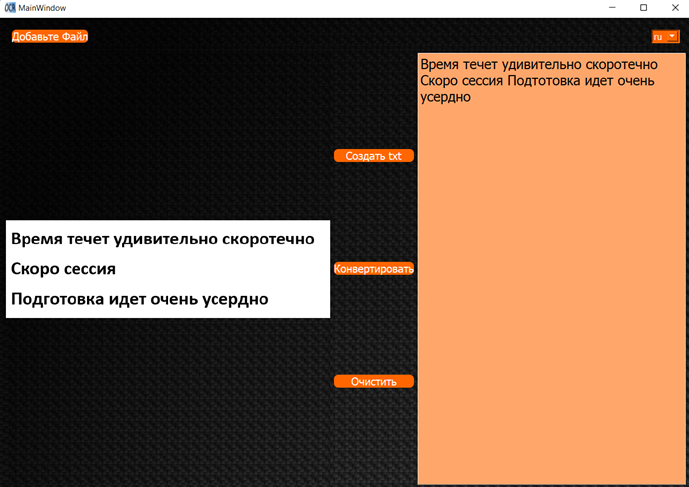 OCR MainWindow
Добавьте Файл
ru
Время течет удивительно скоротечно
Скоро сессия
Подготовка идет очень усердно
Создать txt
Конвертировать
Очистить
Время течет удивительно скоротечно
Скоро сессия Подтотовка идет очень
усердно